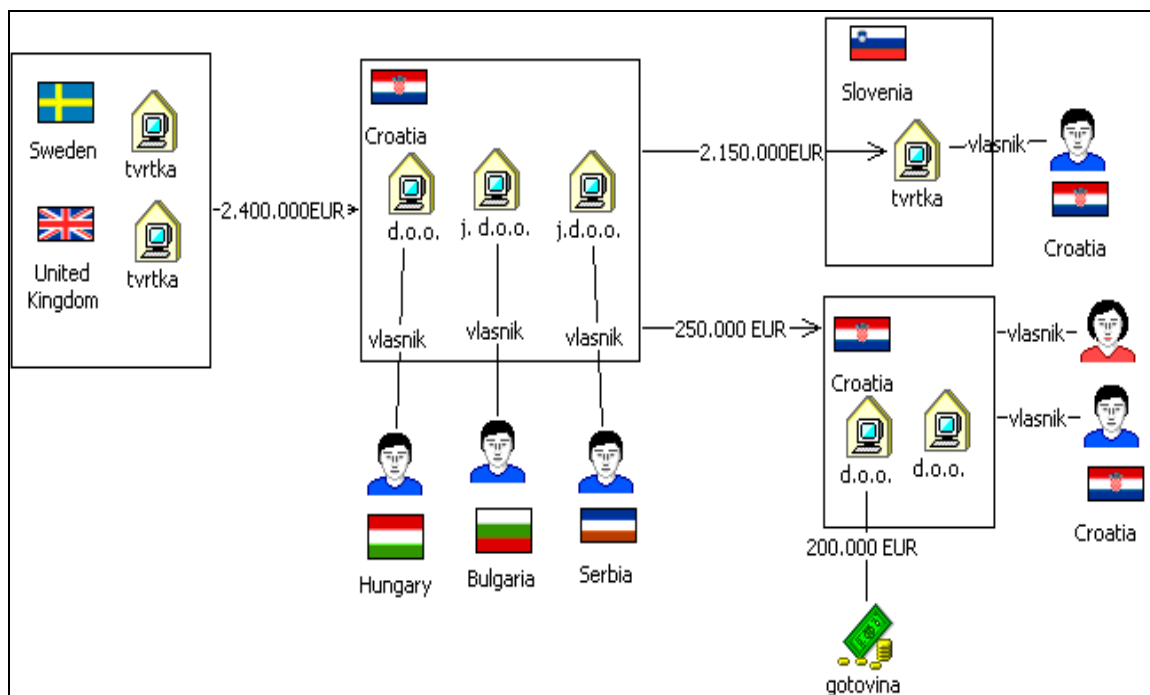 Sweden
tvrtka
United
Kingdom
tvrtka
2.400.000EUR
Croatia
d.o.o.
j. d.o.o.
j.d.o.o.
vlasnik
vlasnik
vlasnik
Hungary
Bulgaria
Serbia
2.150.000EUR
Slovenia
tvrtka
vlasnik
Croatia
250.000 EUR
Croatia
d.o.o.
d.o.o.
vlasnik
vlasnik
Croatia
200.000 EUR
gotovina